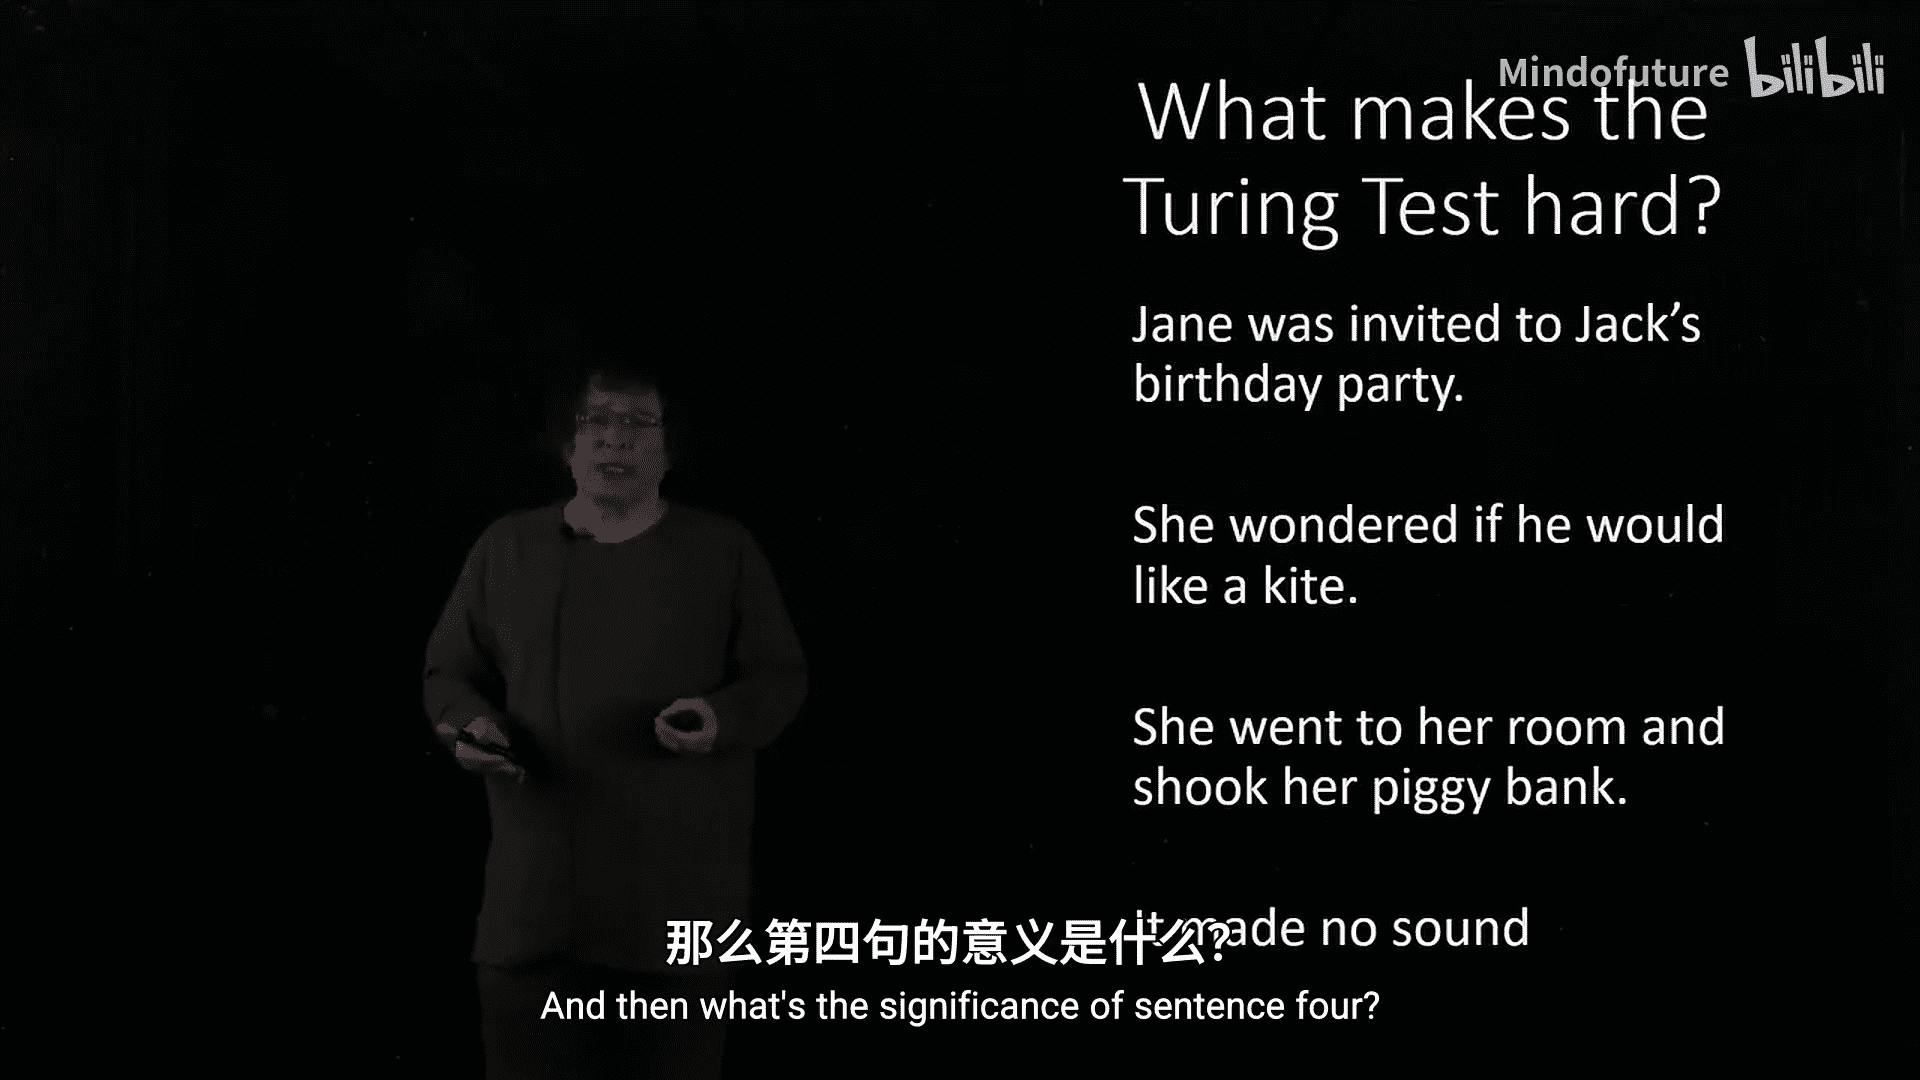 Mindofuture bilibili
What makes the
Turing Test hard?
Jane was invited to Jack’s
birthday party.
She wondered if he would
like a kite.
She went to her room and
shook her piggy bank.
It made no sound
那么第四句的意义是什么?
And then what's the significance of sentence four?